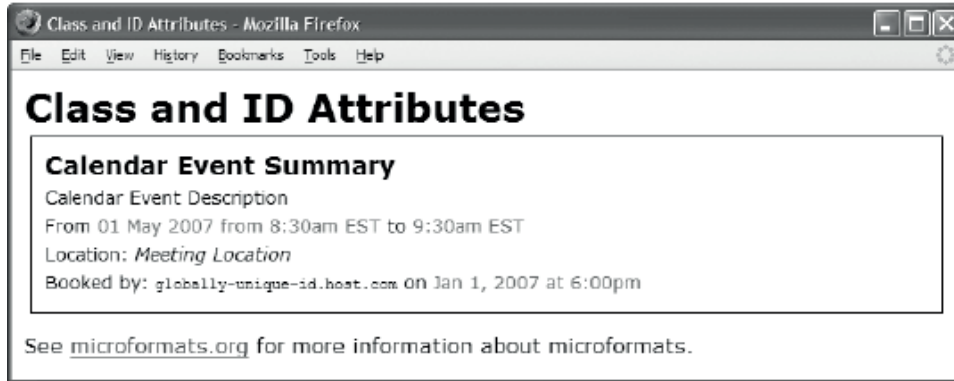 Class and ID Attributes - Mozilla Firefox
File Edit View History Bookmarks Tools Help
Class and ID Attributes
Calendar Event Summary
Calendar Event Description
From 01 May 2007 from 8:30am EST to 9:30am EST
Location: Meeting Location
Booked by: globally-unique-id.host.com on Jan 1, 2007 at 6:00pm
See microformats.org for more information about microformats.